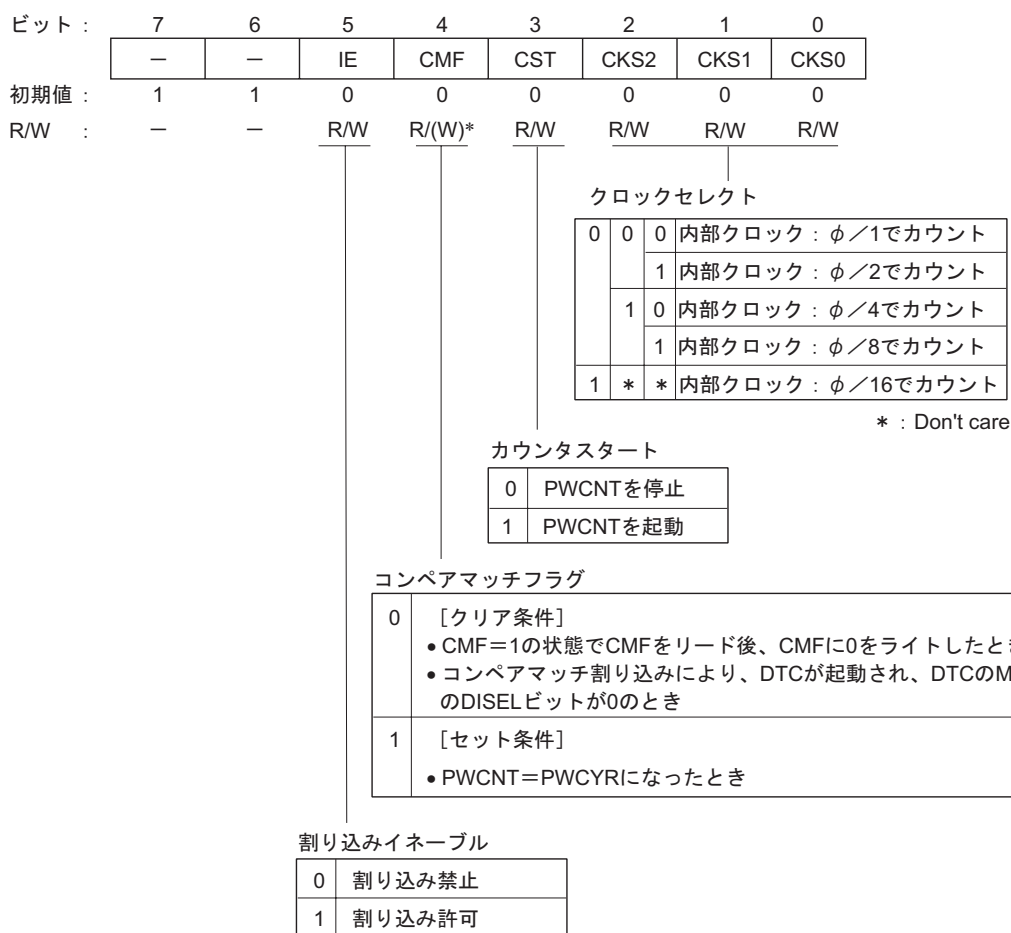 ビット： 7 6 5 4 3 2 1 0
－ － IE CMF CST CKS2 CKS1 CKS0
初期値： 1 1 0 0 0 0 0 0
R/W ： － － R/W R/(W)* R/W R/W R/W R/W
クロックセレクト
0 0 0 内部クロック：φ／1でカウント
1 内部クロック：φ／2でカウント
1 0 内部クロック：φ／4でカウント
1 内部クロック：φ／8でカウント
1 * * 内部クロック：φ／16でカウント
*：Don't care
カウンタスタート
0 PWCNTを停止
1 PWCNTを起動
コンペアマッチフラグ
0 ［クリア条件］
●CMF＝1の状態でCMFをリード後、CMFに0をライトしたとき
●コンペアマッチ割り込みにより、DTCが起動され、DTCのM
のDISELビットが0のとき
1 ［セット条件］
●PWCNT＝PWCYRになったとき
割り込みイネーブル
0 割り込み禁止
1 割り込み許可